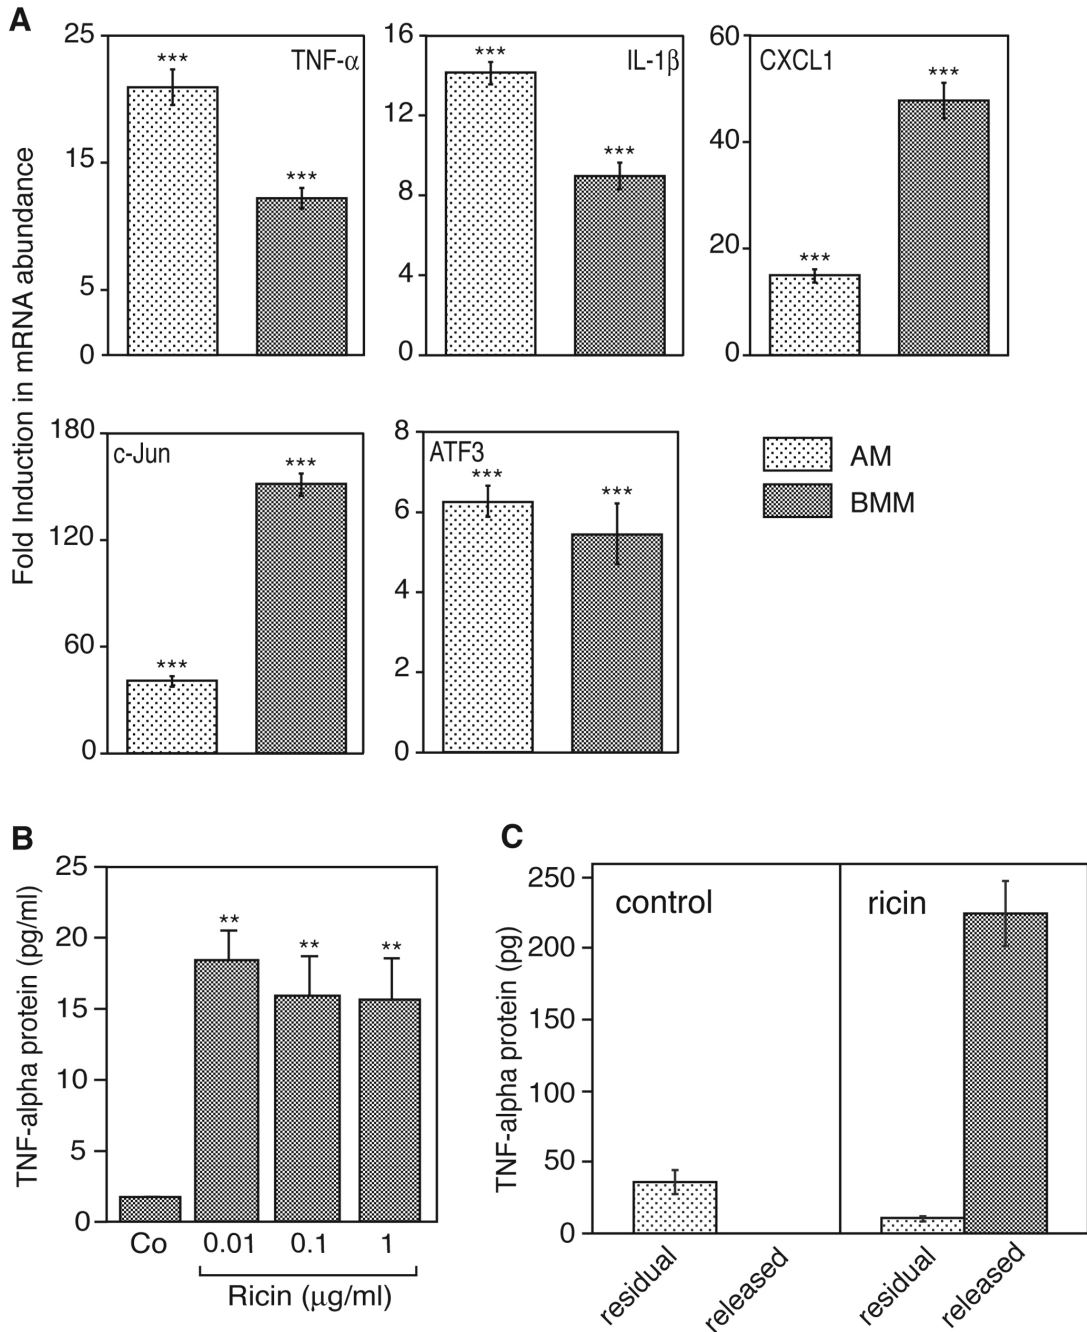 A
Fold Induction in mRNA abundance
25
15
5
0
***
***
TNF-α
16
12
8
4
0
***
***
IL-1β
60
40
20
0
CXCL1
***
***
180
120
60
0
c-Jun
***
***
8
6
4
2
0
ATF3
***
***
AM
BMM
B
TNF-alpha protein (pg/ml)
25
20
15
10
5
0
**
**
**
Co
0.01
0.1
1
Ricin (μg/ml)
C
TNF-alpha protein (pg)
250
200
150
100
50
0
control
ricin
residual
released
residual
released